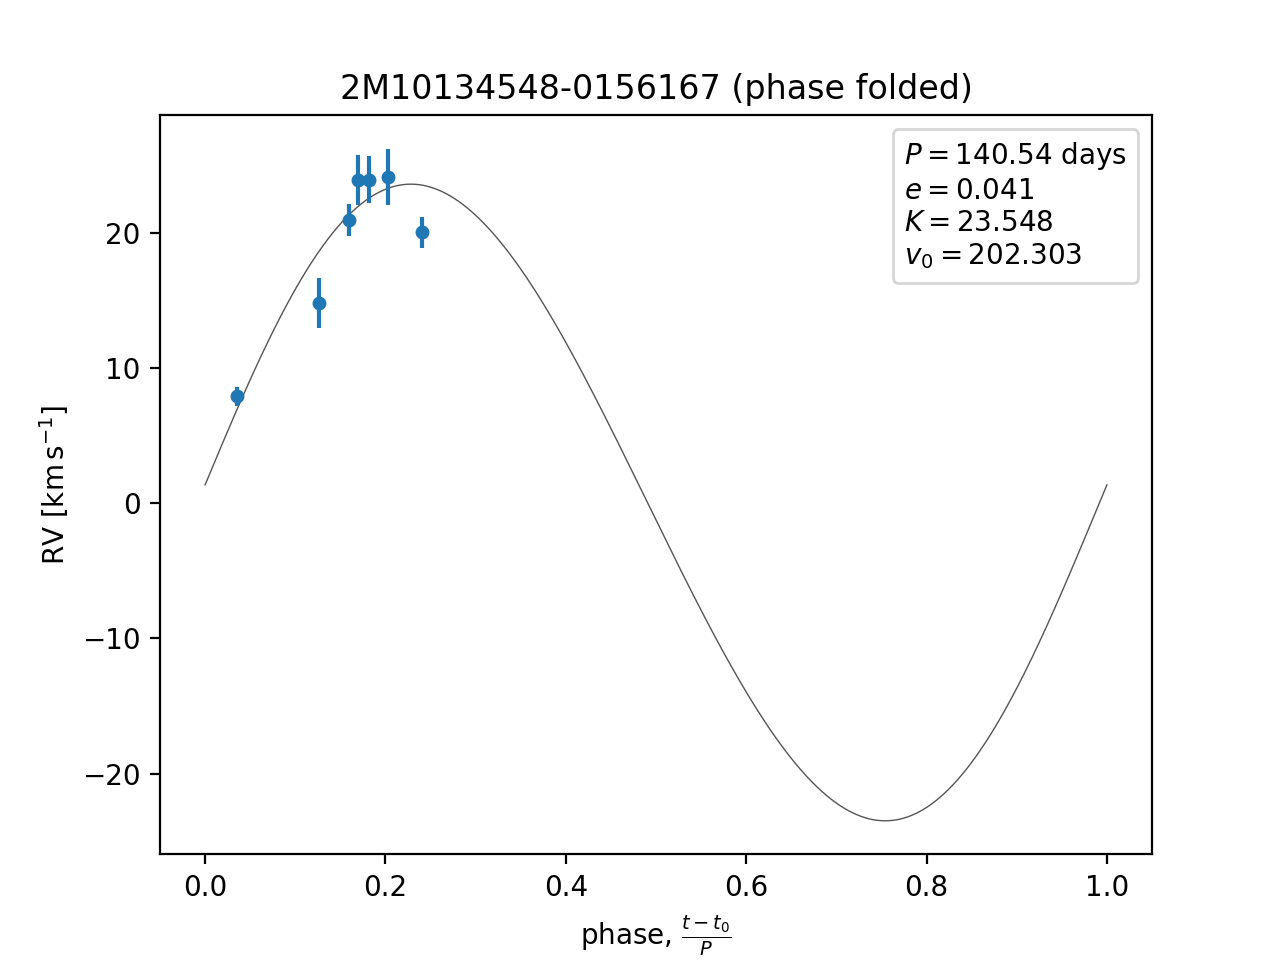 2M10134548-0156167 (phase folded)
P = 140.54 days
e = 0.041
K = 23.548
v₀ = 202.303
20
10
0
−10
−20
RV [km s⁻¹]
0.0 0.2 0.4 0.6 0.8 1.0
phase, (t − t₀)/P